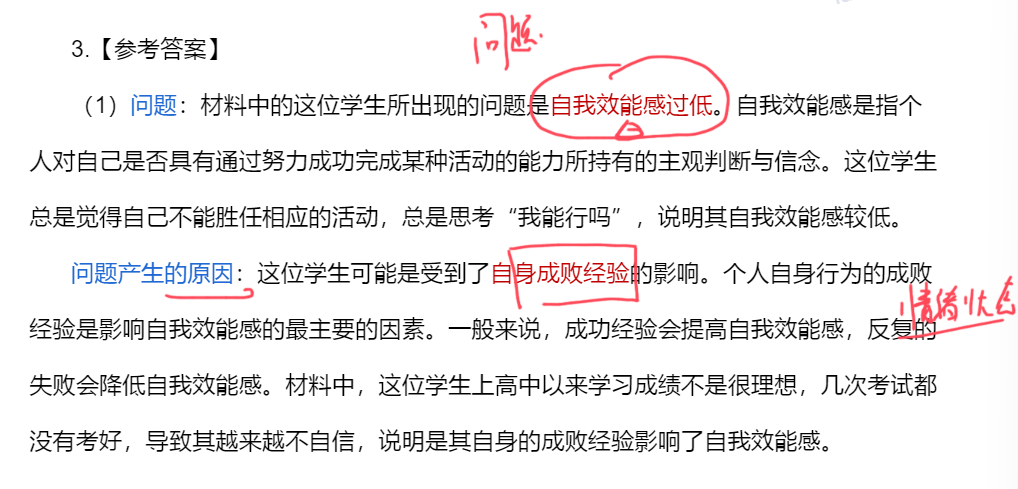 问题.
3.【参考答案】
（1）问题：材料中的这位学生所出现的问题是自我效能感过低。自我效能感是指个
人对自己是否具有通过努力成功完成某种活动的能力所持有的主观判断与信念。这位学生
总是觉得自己不能胜任相应的活动，总是思考“我能行吗”，说明其自我效能感较低。
问题产生的原因：这位学生可能是受到了自身成败经验的影响。个人自身行为的成败
情绪状态
经验是影响自我效能感的最主要的因素。一般来说，成功经验会提高自我效能感，反复的
失败会降低自我效能感。材料中，这位学生上高中以来学习成绩不是很理想，几次考试都
没有考好，导致其越来越不自信，说明是其自身的成败经验影响了自我效能感。